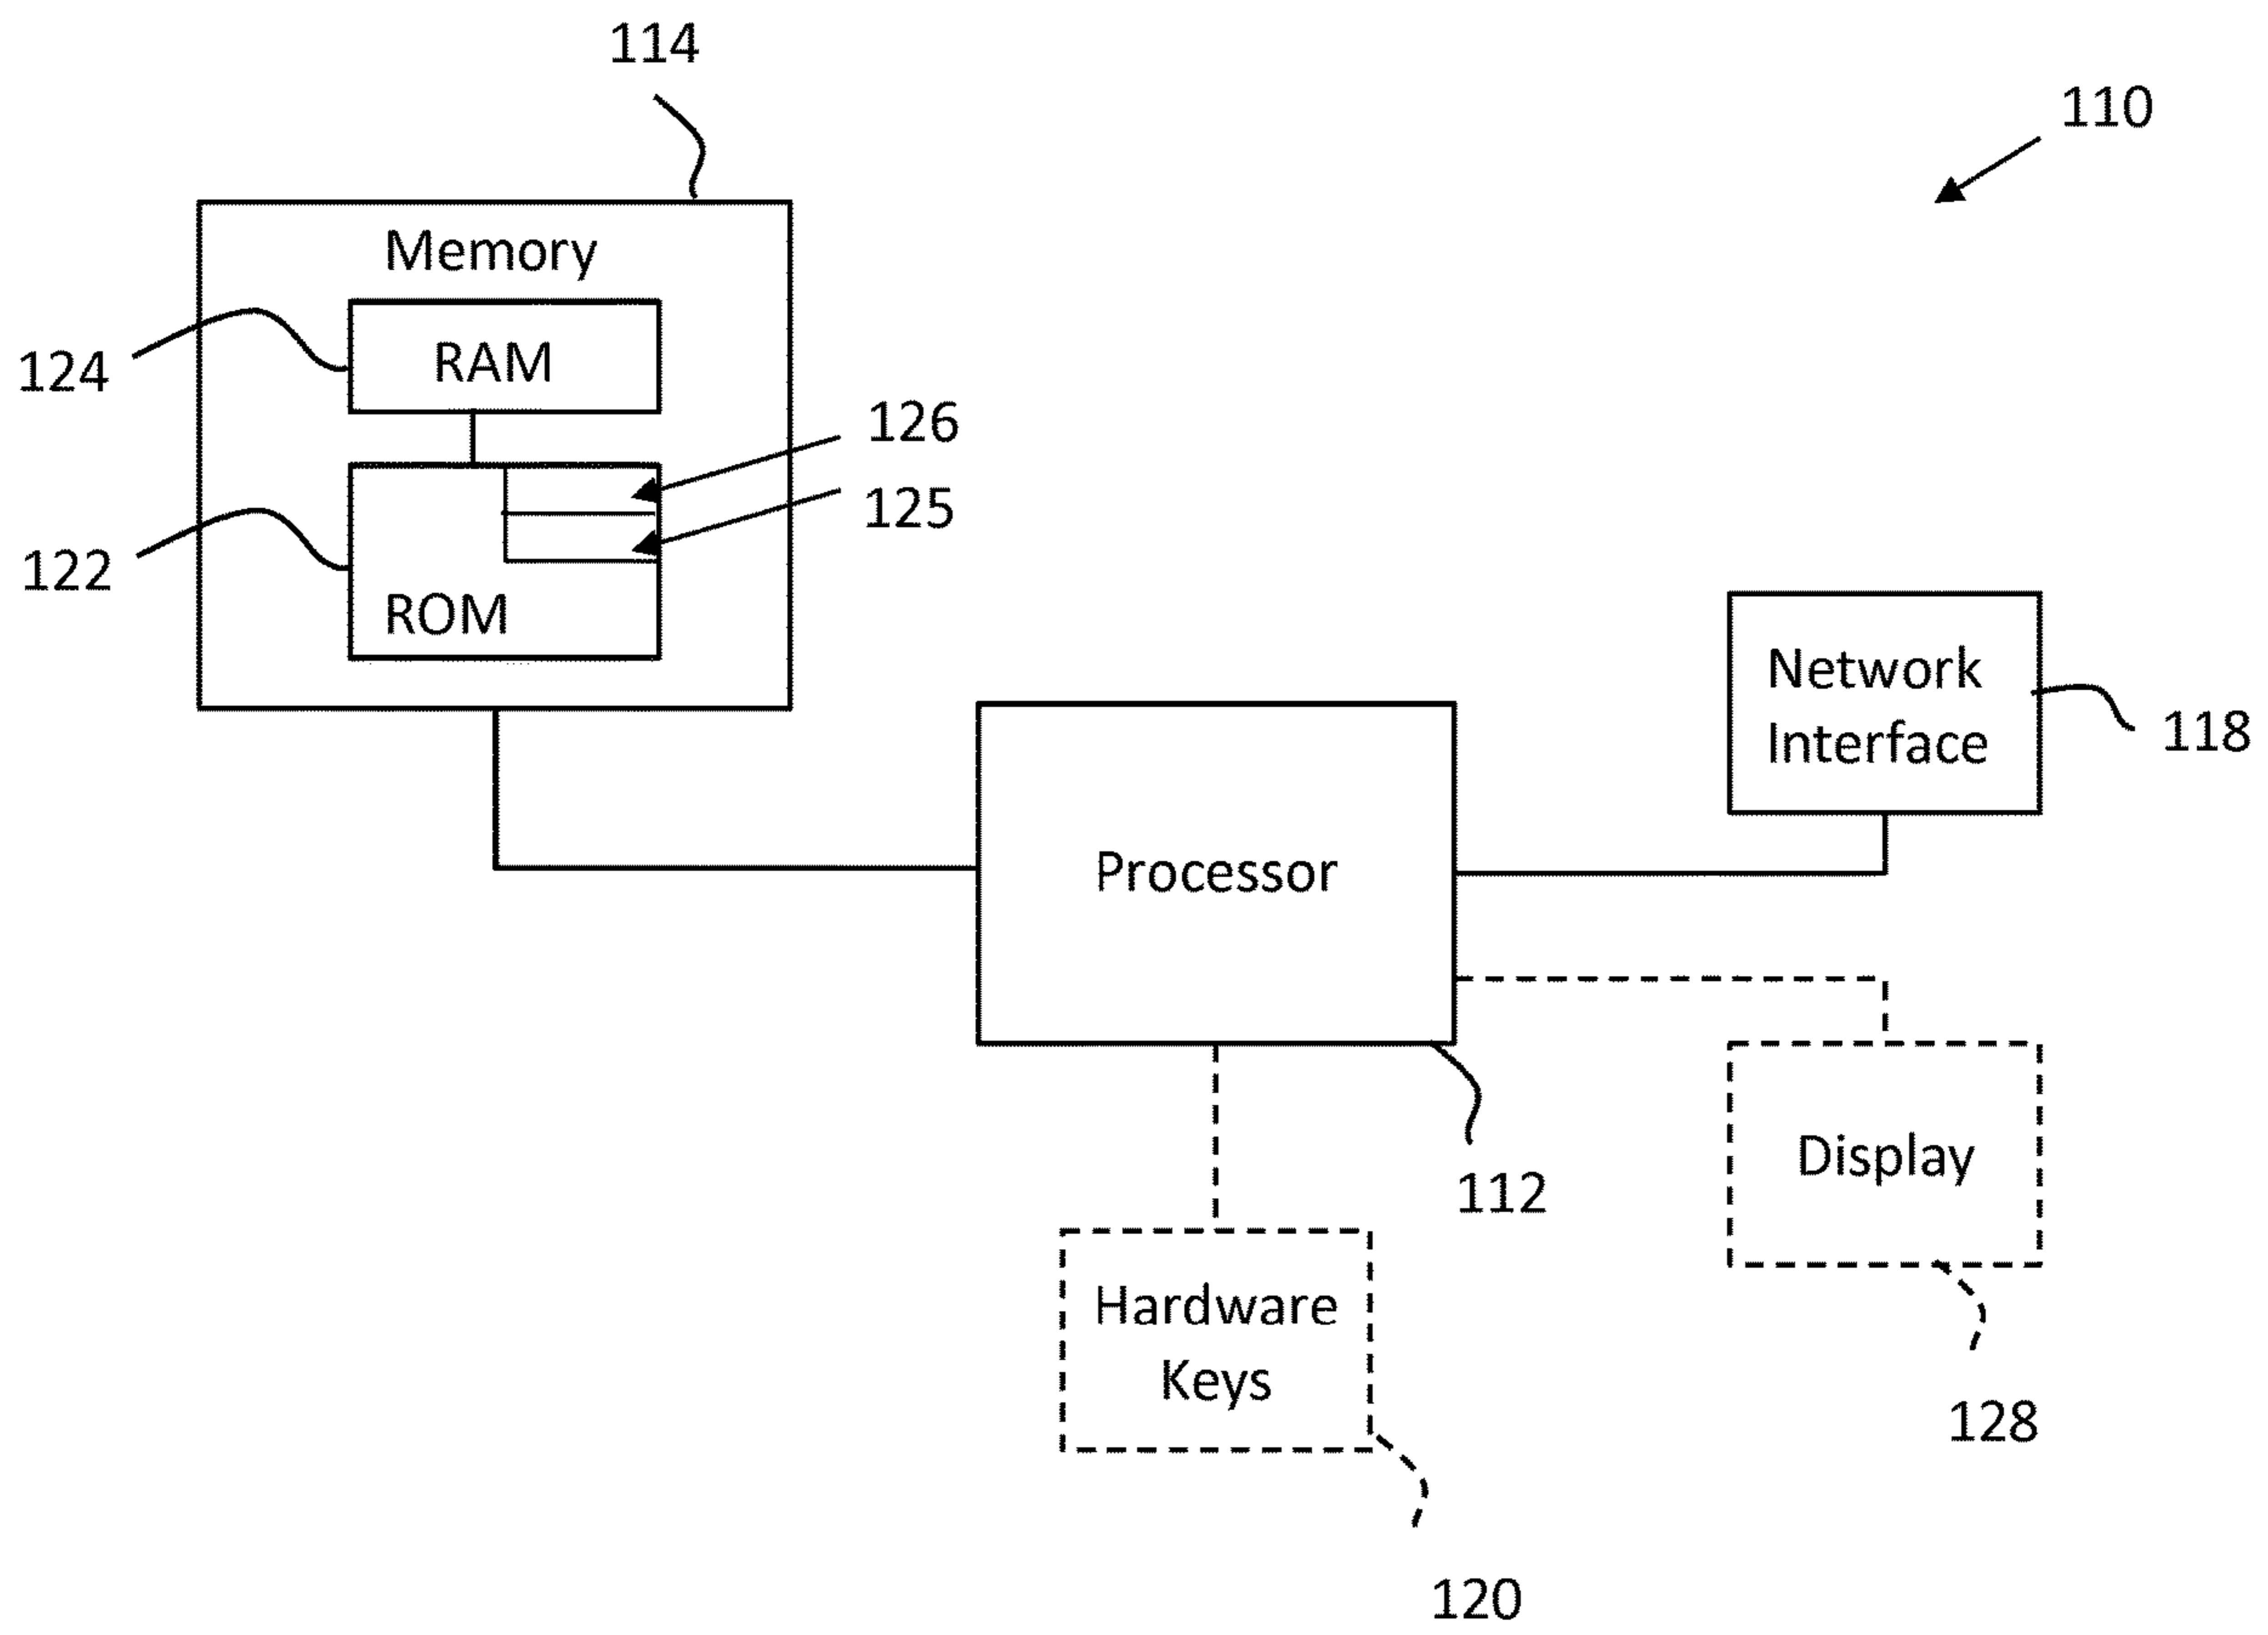 114
110
Memory
RAM
124
126
125
122
ROM
Network
Interface
118
Processor
112
Display
Hardware
Keys
128
120